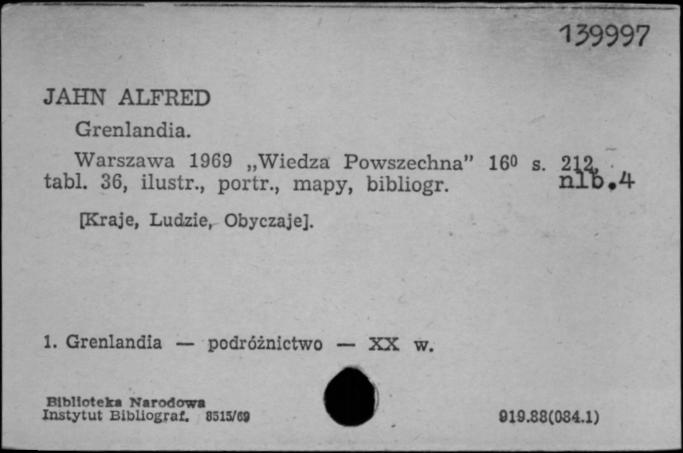 139997
JAHN ALFRED
Grenlandia.
Warszawa 1969 „Wiedza Powszechna” 16⁰ s. 212,
tabl. 36, ilustr., portr., mapy, bibliogr. nlb.4
[Kraje, Ludzie, Obyczaje].
1. Grenlandia — podróżnictwo — XX w.
Biblioteka Narodowa
Instytut Bibliograf. 8515/69 919.88(084.1)